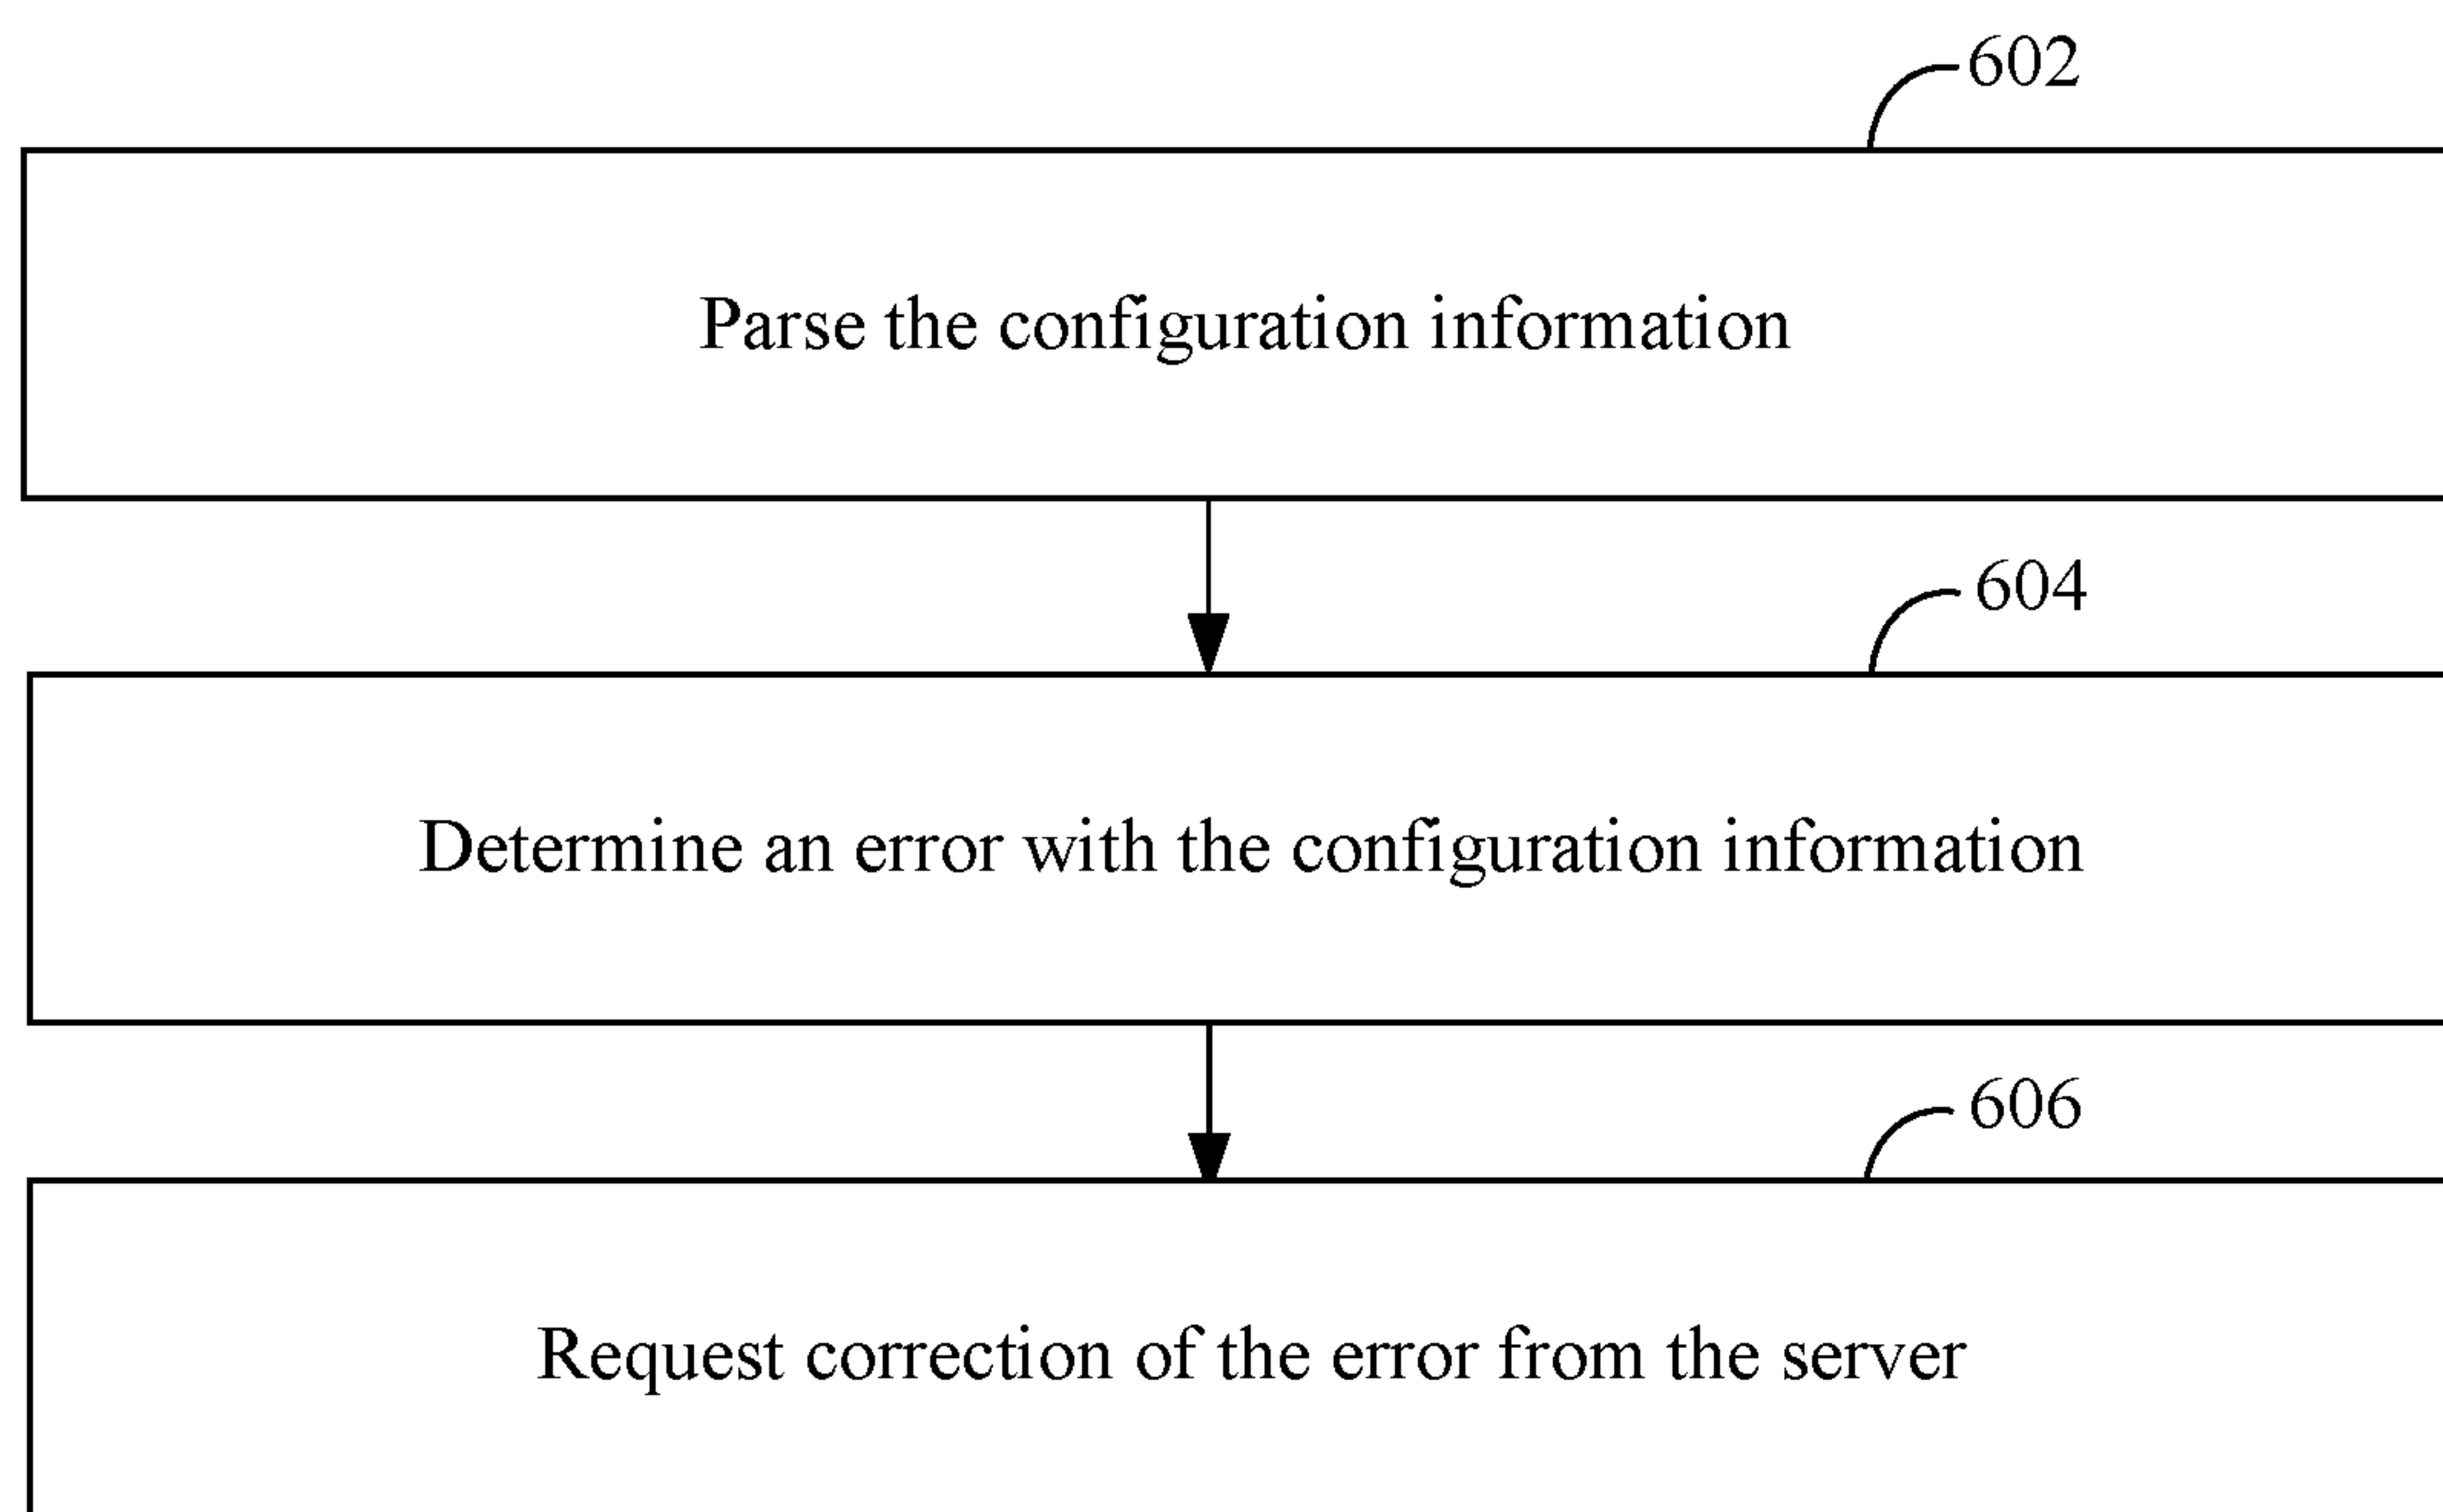 602
Parse the configuration information
604
Determine an error with the configuration information
606
Request correction of the error from the server